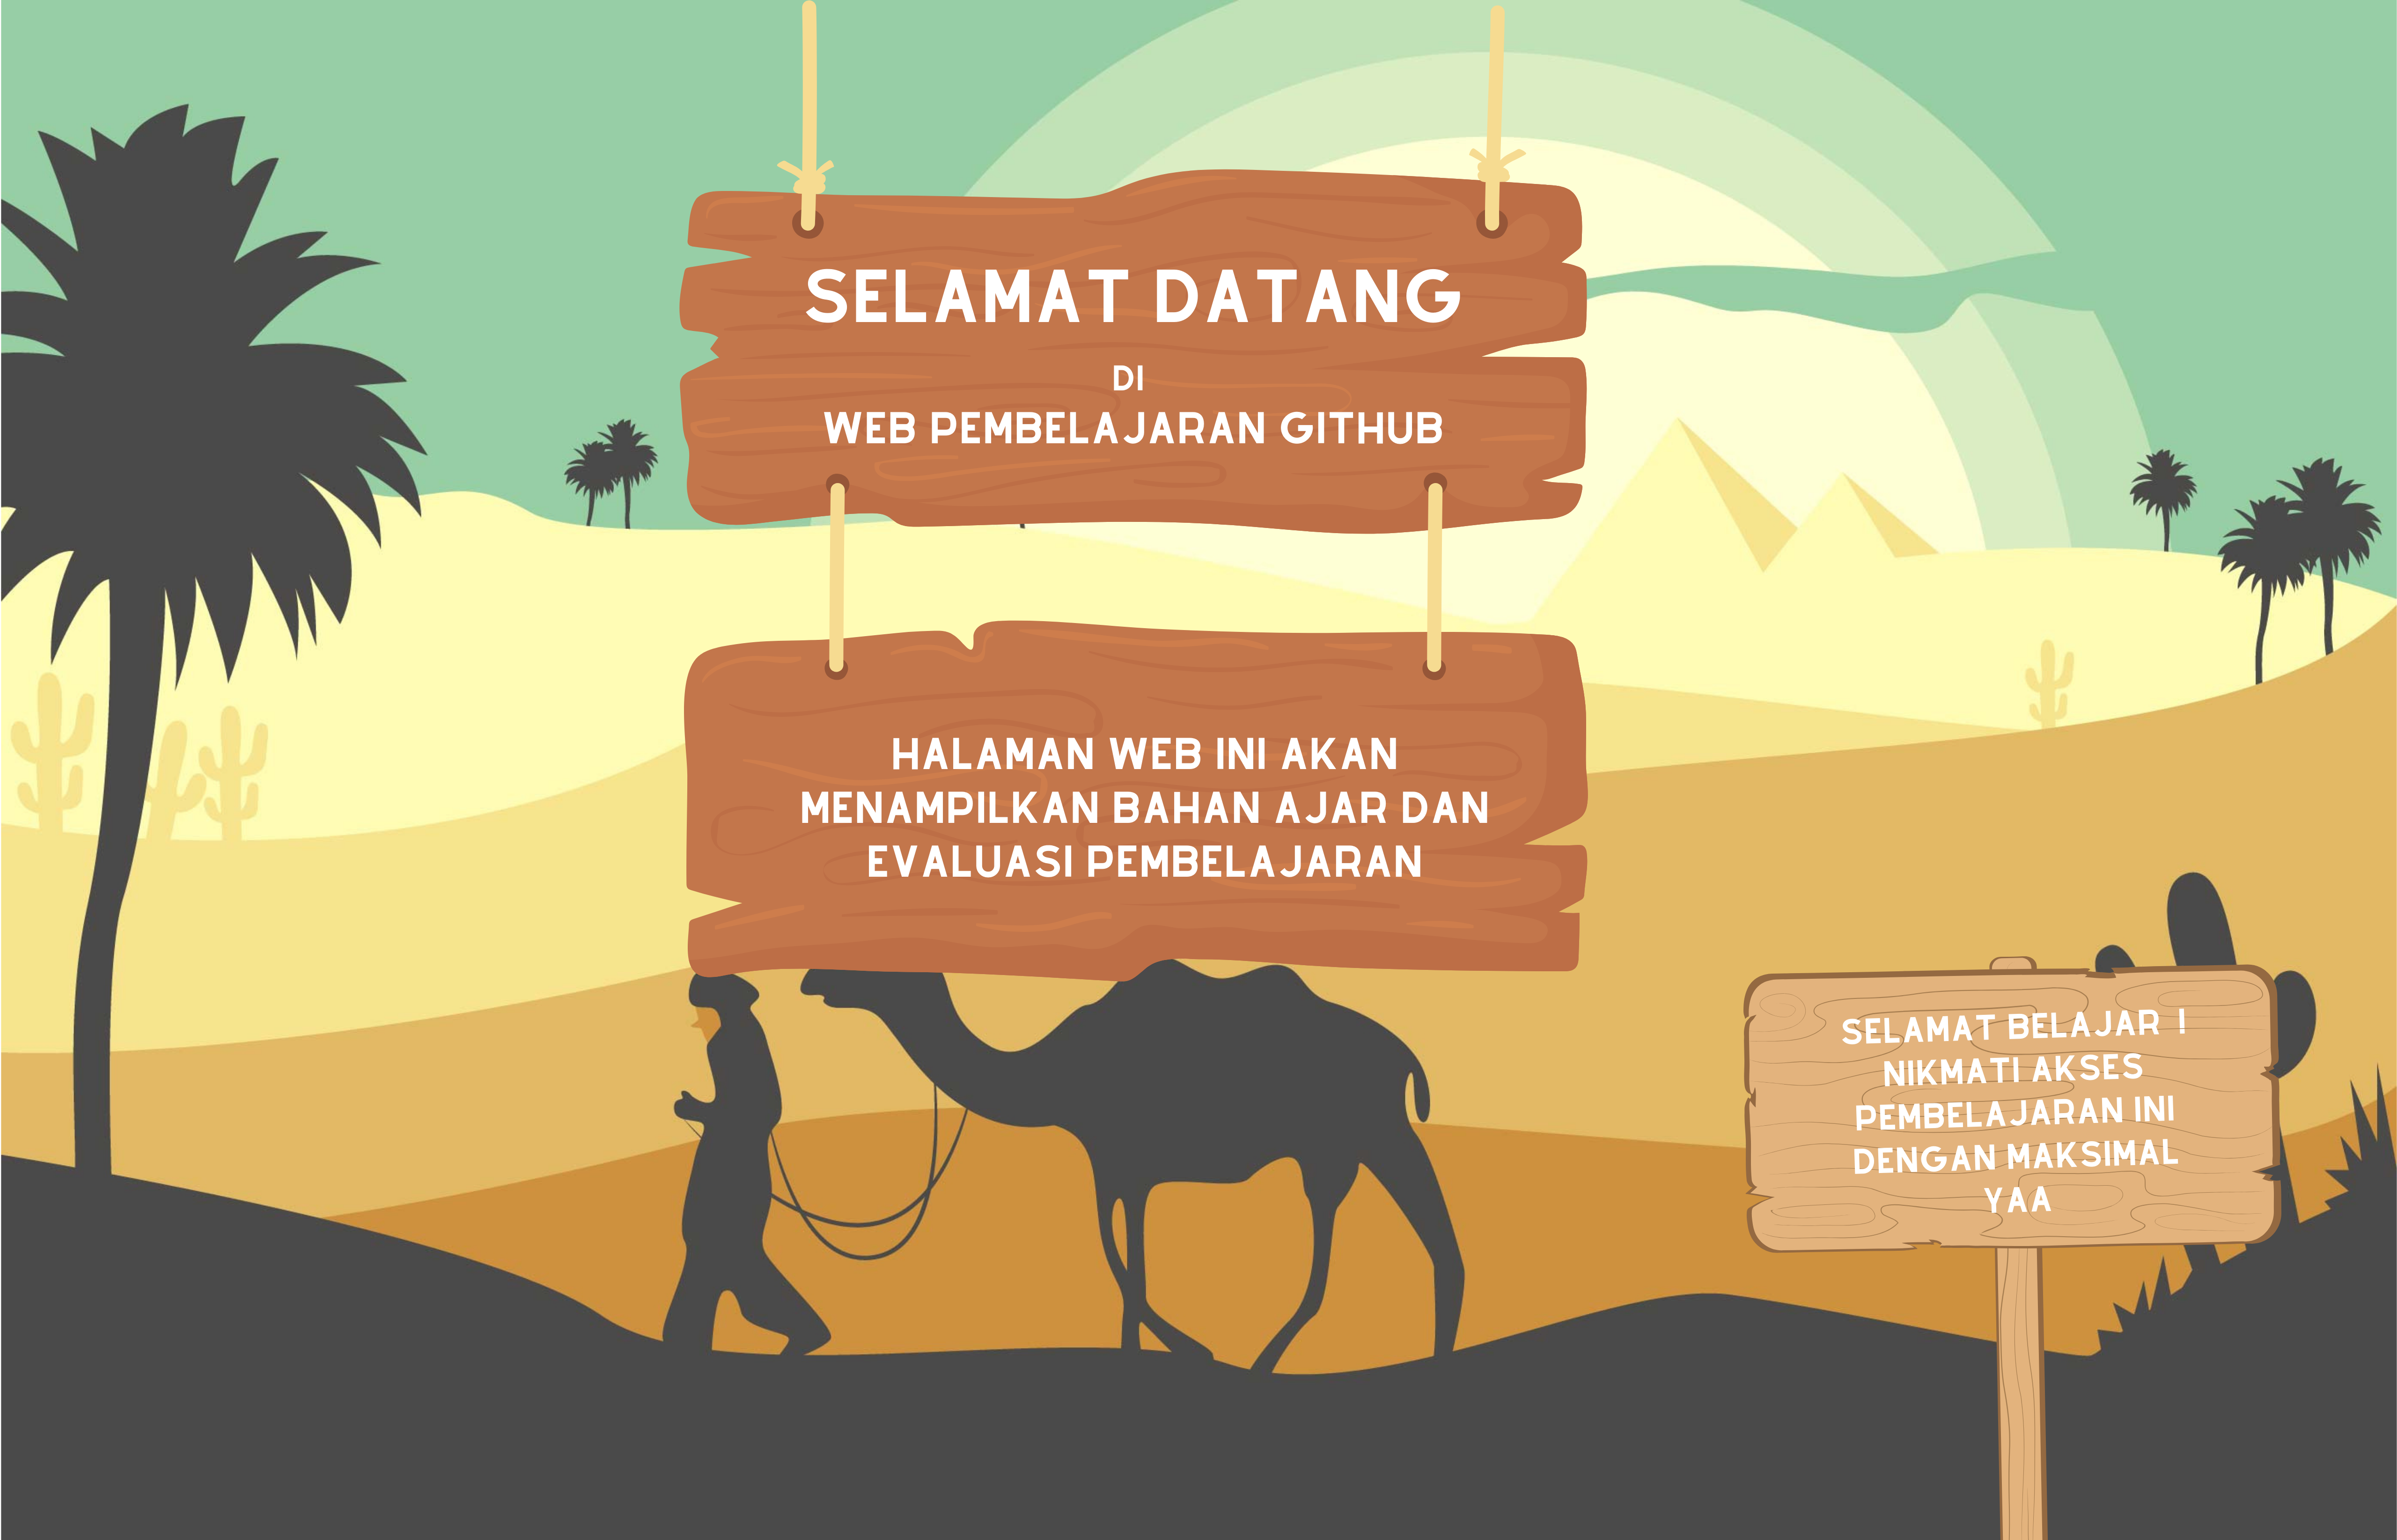 SELAMAT DATANG
DI
WEB PEMBELAJARAN GITHUB
HALAMAN WEB INI AKAN
MENAMPILKAN BAHAN AJAR DAN
EVALUASI PEMBELAJARAN
SELAMAT BELAJAR !
NIKMATI AKSES
PEMBELAJARAN INI
DENGAN MAKSIMAL
YAA